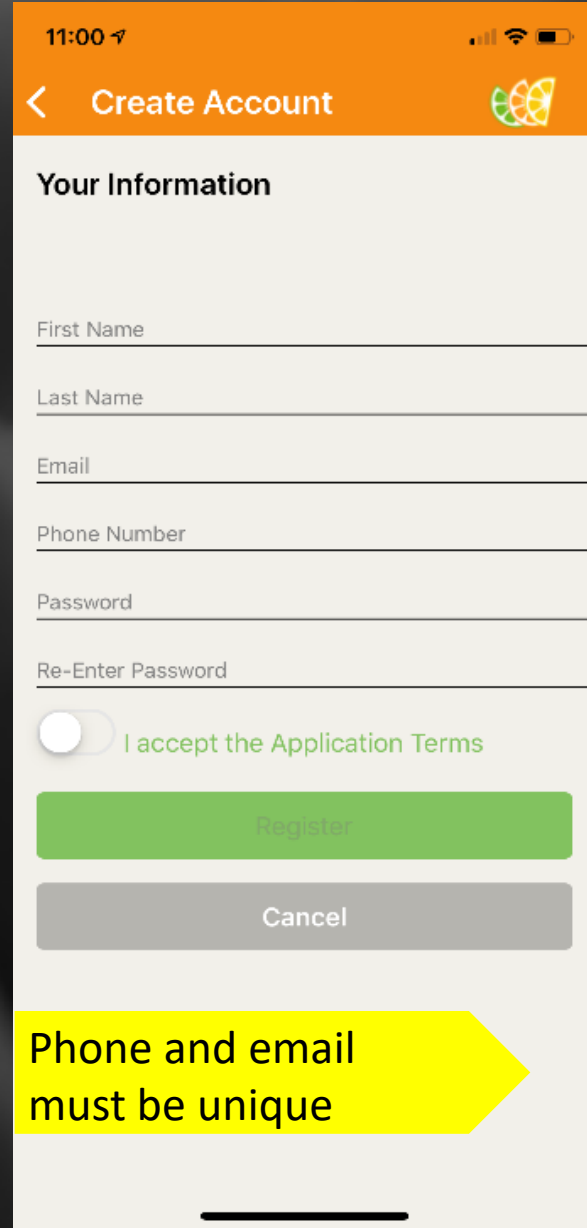 11:00
Create Account
Your Information
First Name
Last Name
Email
Phone Number
Password
Re-Enter Password
I accept the Application Terms
Register
Cancel
Phone and email
must be unique